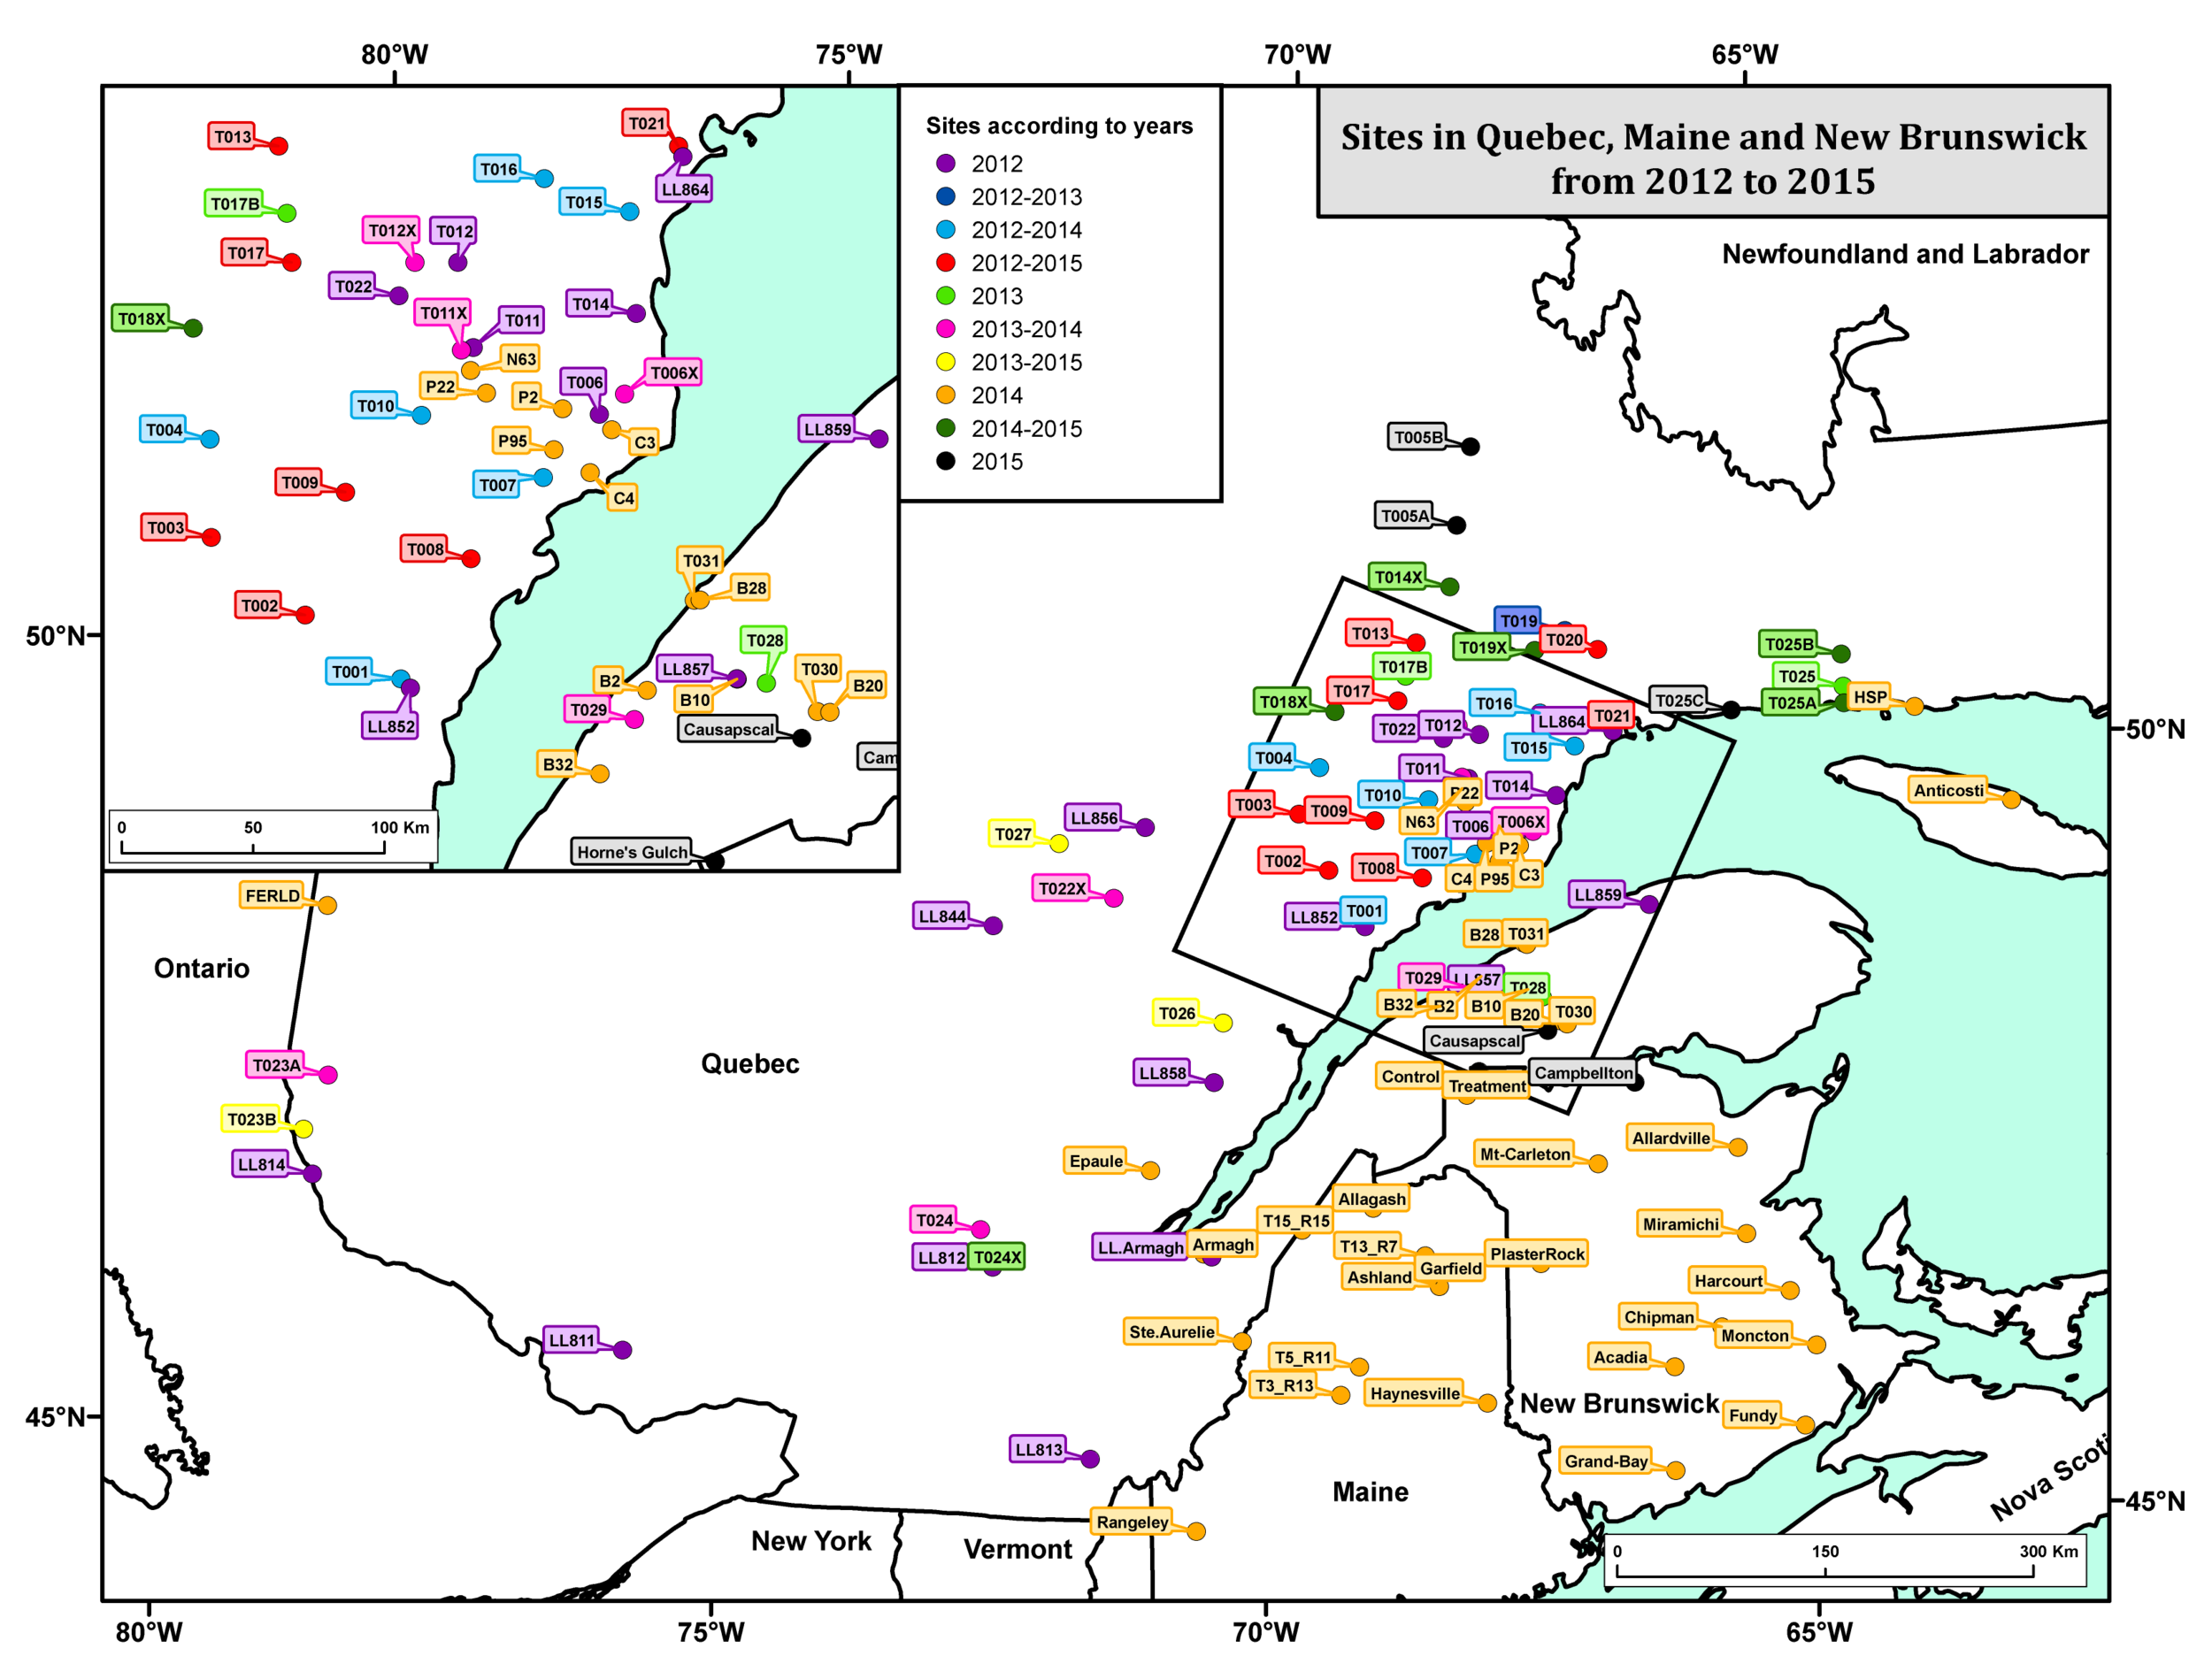 80°W
75°W
70°W
65°W
Sites in Quebec, Maine and New Brunswick
from 2012 to 2015
Sites according to years
2012
2012-2013
2012-2014
2012-2015
2013
2013-2014
2013-2015
2014
2014-2015
2015
T013
T021
T016
LL864
T017B
T015
T012X
T012
T017
T022
T014
T018X
T011X
T011
N63
T006X
P22
T006
P2
T010
T004
LL859
P95
C3
T009
T007
C4
T003
T008
T031
B28
T002
T028
T001
LL857
T030
B2
B20
B10
T029
LL852
Causapscal
Cam
B32
0
50
100 Km
Horne's Gulch
Newfoundland and Labrador
T005B
T005A
T014X
50°N
T019
T013
T020
T019X
T025B
T017B
T025
T017
HSP
T018X
T025C
T025A
T016
T021
LL864
T022
T012
50°N
T015
T004
T011
T014
Anticosti
T010
P22
T003
T009
LL856
N63
T006X
T006
T027
P2
T007
T002
T008
C4
P95
C3
T022X
FERLD
LL859
LL844
LL852
T001
B28
T031
Ontario
T029
LL857
T028
B32
B2
B10
T026
B20
T030
Causapscal
Quebec
T023A
LL858
Control
Campbellton
Treatment
T023B
Allardville
Mt-Carleton
LL814
Epaule
Allagash
T024
T15_R15
Miramichi
LL.Armagh
Armagh
T13_R7
PlasterRock
LL812
T024X
Garfield
Ashland
Harcourt
Chipman
LL811
Ste.Aurelie
Moncton
T5_R11
Acadia
T3_R13
Haynesville
New Brunswick
45°N
Fundy
LL813
Grand-Bay
Maine
Nova Scoti
45°N
Rangeley
New York
Vermont
0
150
300 Km
80°W
75°W
70°W
65°W